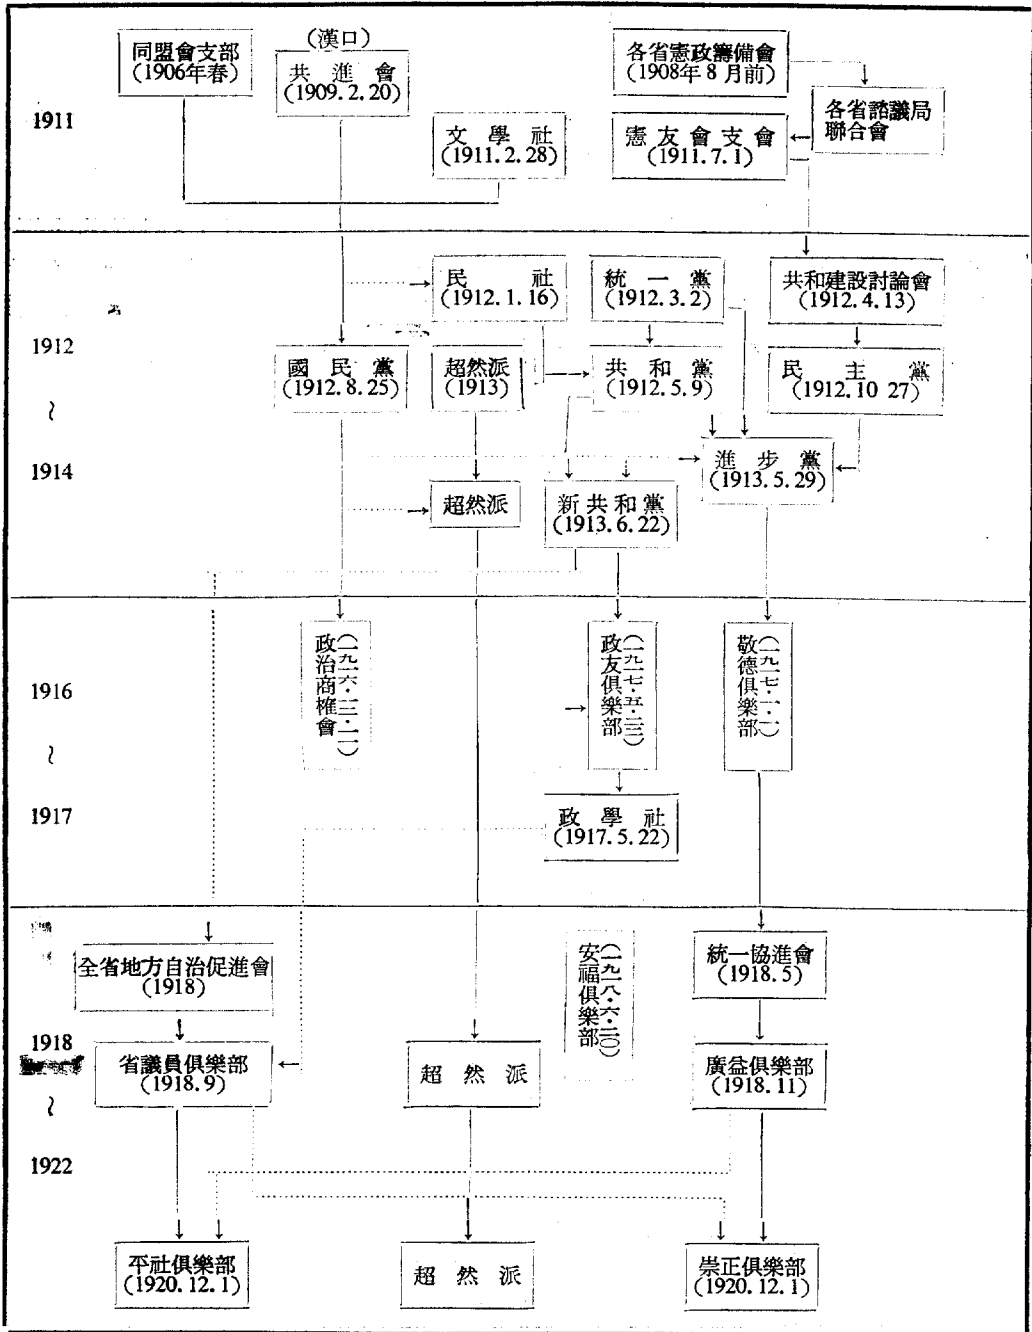 同盟會支部
(1906年春)
(漢口)
共進會
(1909.2.20)
各省憲政籌備會
(1908年8月前)
各省諮議局
聯合會
1911
文學社
(1911.2.28)
憲友會支會
(1911.7.1)
民社
(1912.1.16)
統一黨
(1912.3.2)
共和建設討論會
(1912.4.13)
1912
~
1914
國民黨
(1912.8.25)
超然派
(1913)
共和黨
(1912.5.9)
民主黨
(1912.10 27)
進步黨
(1913.5.29)
超然派
新共和黨
(1913.6.22)
1916
~
1917
政治商榷會
政友俱樂部
敬德俱樂部
(一九一七·一·一)
政學社
(1917.5.22)
1918
~
1922
全省地方自治促進會
(1918)
安福俱樂部
(一九一八·六·二〇)
統一協進會
(1918.5)
省議員俱樂部
(1918.9)
超然派
廣益俱樂部
(1918.11)
平社俱樂部
(1920.12.1)
超然派
崇正俱樂部
(1920.12.1)